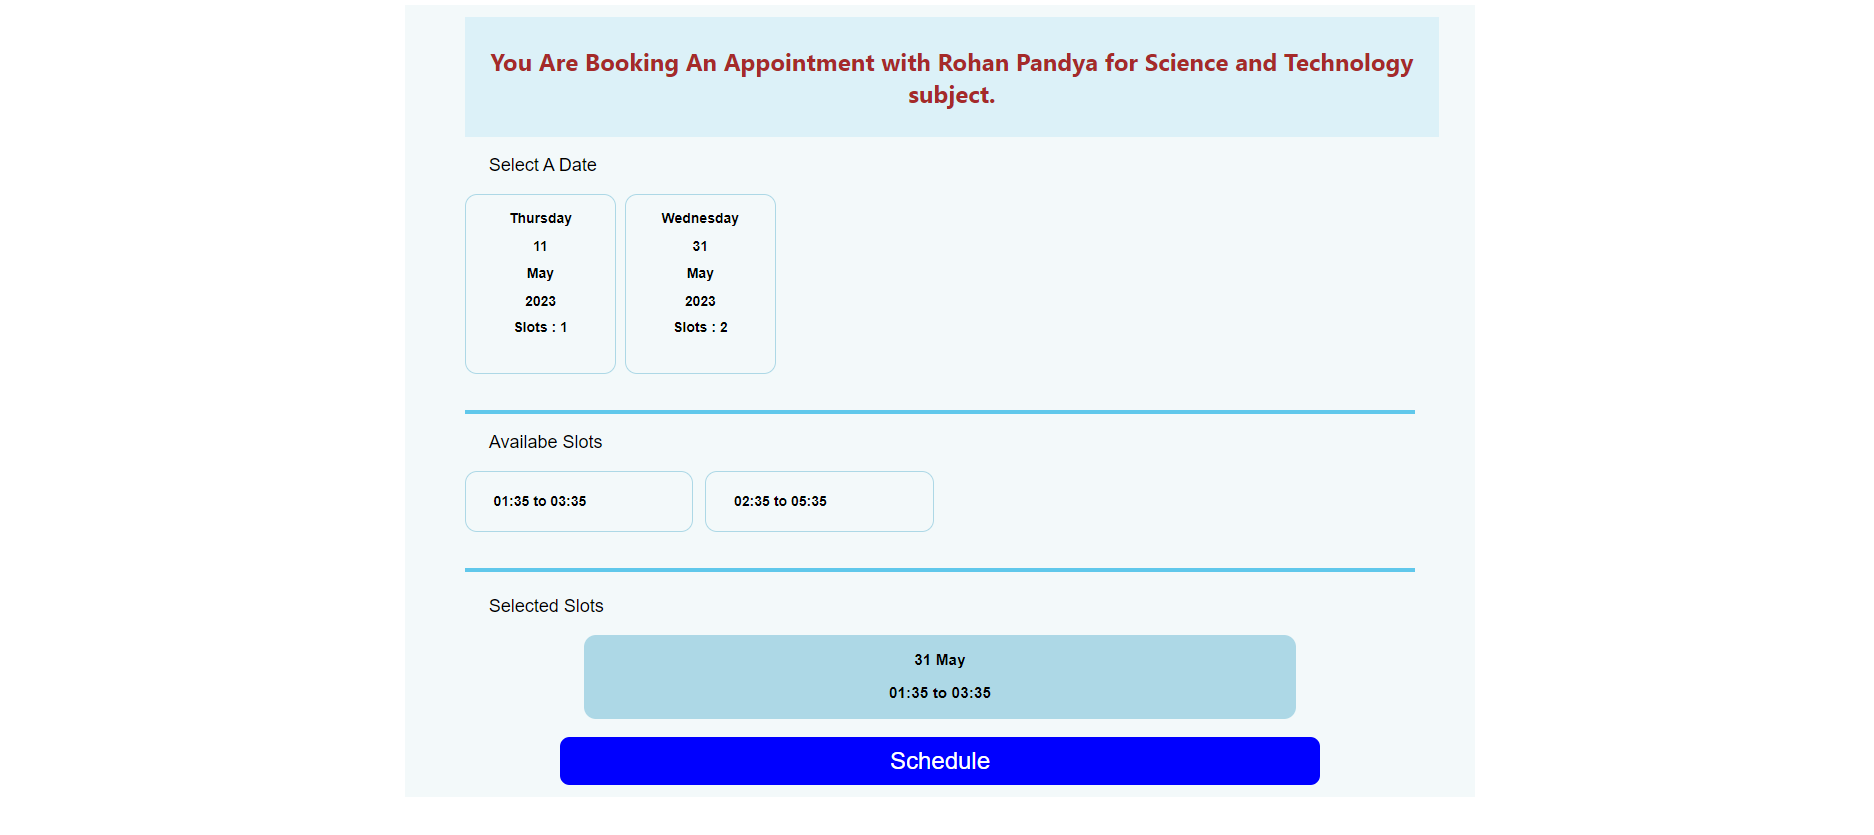 You Are Booking An Appointment with Rohan Pandya for Science and Technology
subject.
Select A Date
Thursday
11
May
2023
Slots : 1
Wednesday
31
May
2023
Slots : 2
Availabe Slots
01:35 to 03:35
02:35 to 05:35
Selected Slots
31 May
01:35 to 03:35
Schedule